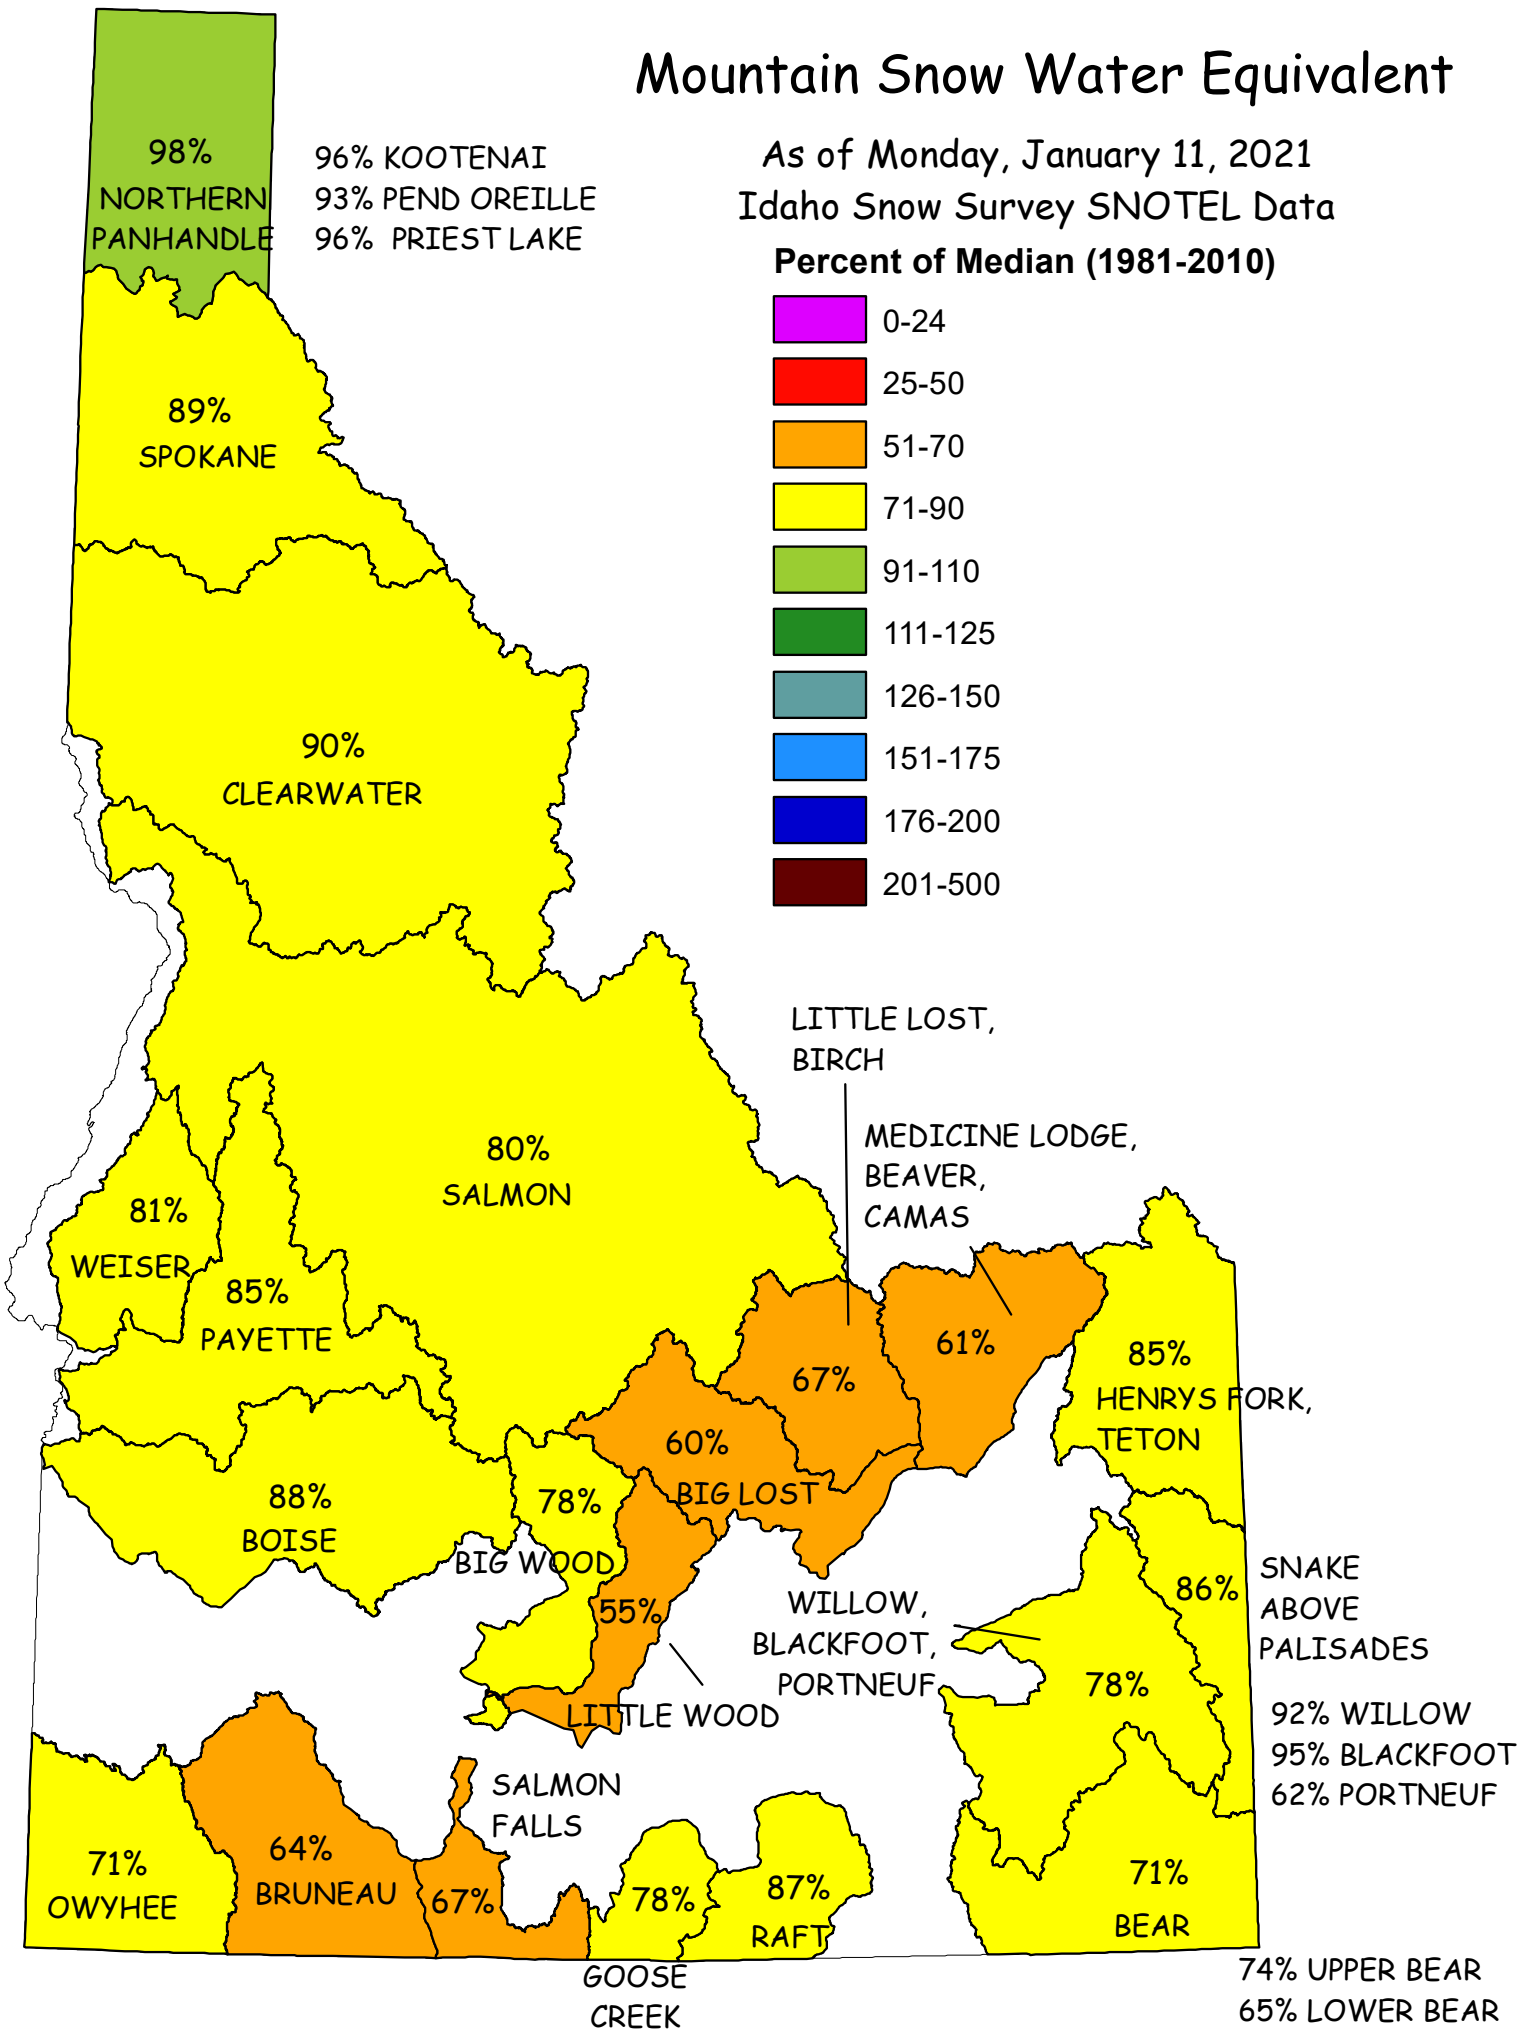 Mountain Snow Water Equivalent
As of Monday, January 11, 2021
Idaho Snow Survey SNOTEL Data
Percent of Median (1981-2010)
0-24
25-50
51-70
71-90
91-110
111-125
126-150
151-175
176-200
201-500
98%
NORTHERN
PANHANDLE
96% KOOTENAI
93% PEND OREILLE
96% PRIEST LAKE
89%
SPOKANE
90%
CLEARWATER
80%
SALMON
81%
WEISER
85%
PAYETTE
LITTLE LOST,
BIRCH
67%
MEDICINE LODGE,
BEAVER,
CAMAS
61%
85%
HENRYS FORK,
TETON
60%
BIG LOST
88%
BOISE
78%
BIG WOOD
55%
LITTLE WOOD
WILLOW,
BLACKFOOT,
PORTNEUF
78%
86%
SNAKE
ABOVE
PALISADES
92% WILLOW
95% BLACKFOOT
62% PORTNEUF
71%
OWYHEE
64%
BRUNEAU
SALMON
FALLS
67%
78%
GOOSE
CREEK
87%
RAFT
71%
BEAR
74% UPPER BEAR
65% LOWER BEAR